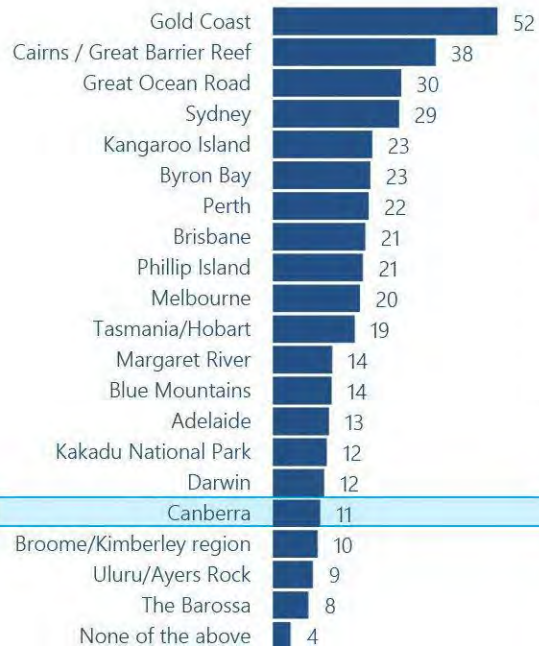 Gold Coast 52
Cairns / Great Barrier Reef 38
Great Ocean Road 30
Sydney 29
Kangaroo Island 23
Byron Bay 23
Perth 22
Brisbane 21
Phillip Island 21
Melbourne 20
Tasmania/Hobart 19
Margaret River 14
Blue Mountains 14
Adelaide 13
Kakadu National Park 12
Darwin 12
Canberra 11
Broome/Kimberley region 10
Uluru/Ayers Rock 9
The Barossa 8
None of the above 4